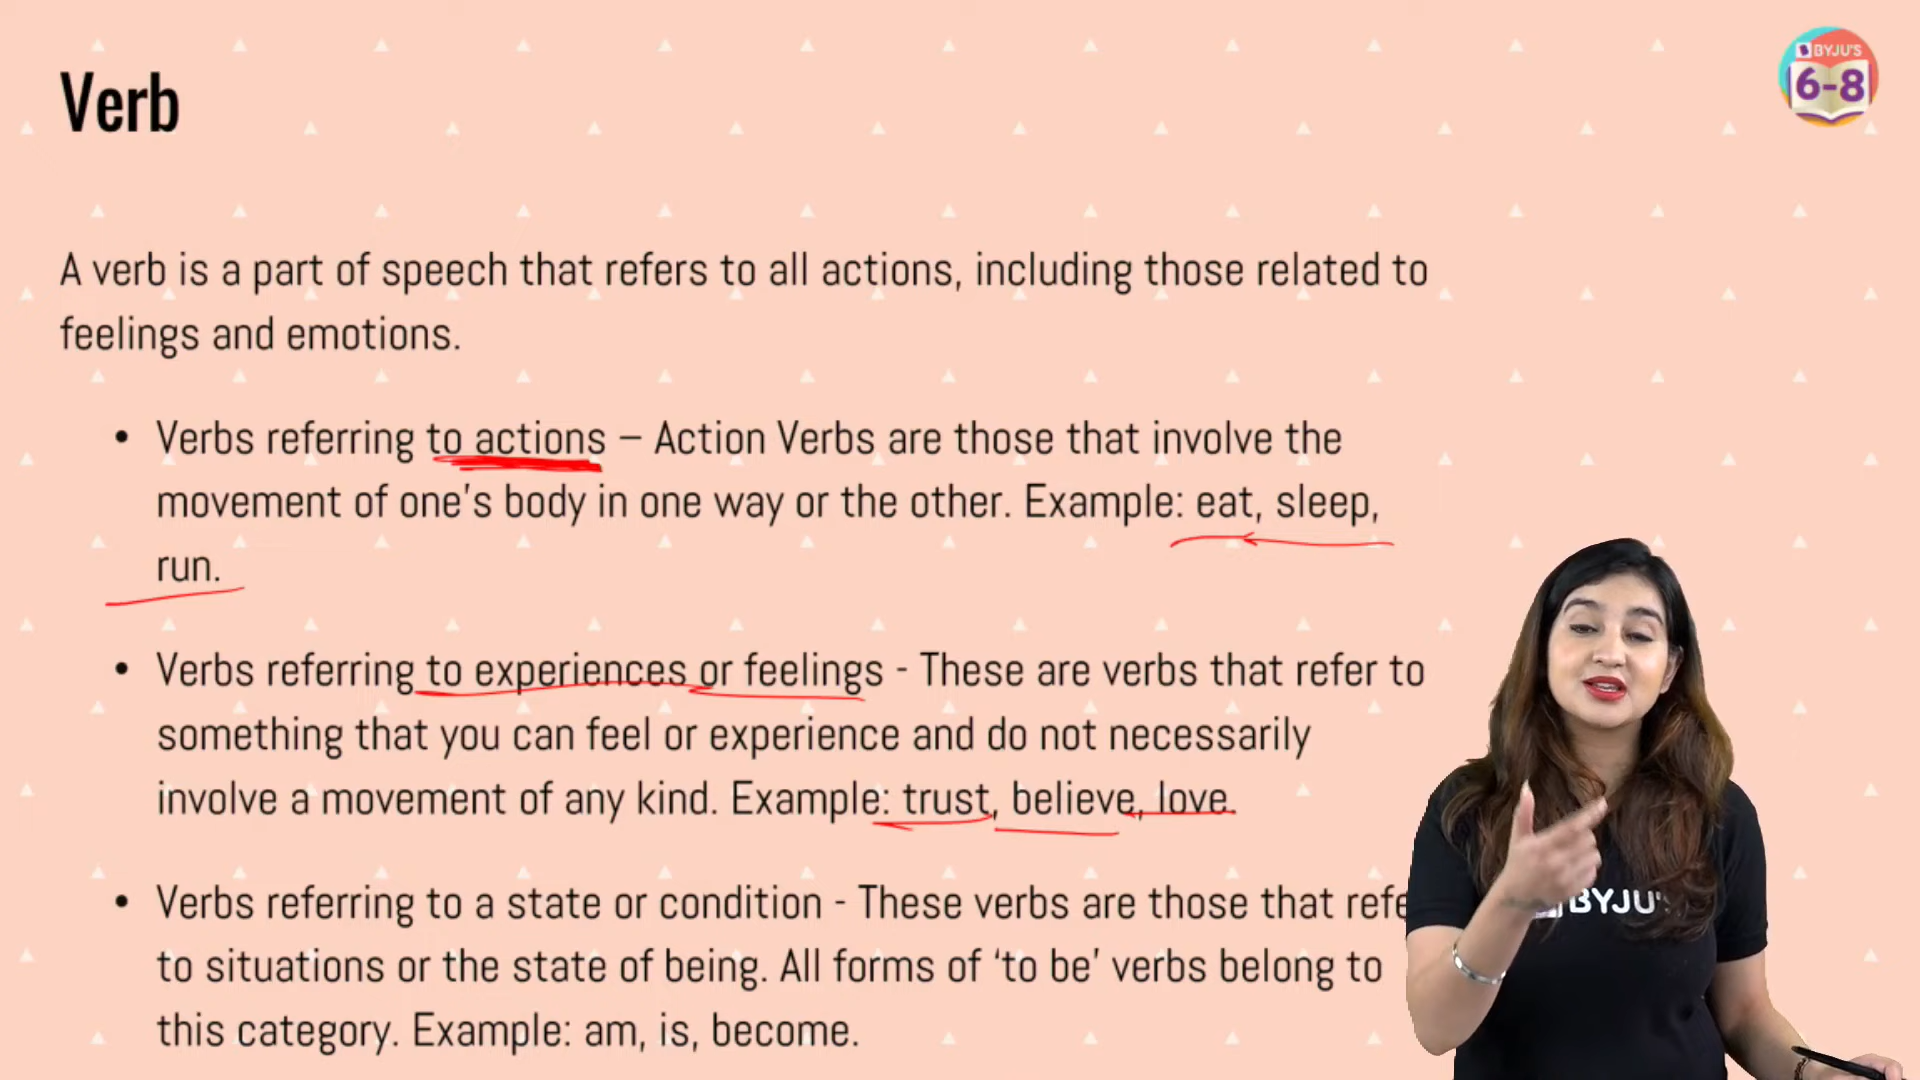 BYJU'S
6-8
Verb
A verb is a part of speech that refers to all actions, including those related to
feelings and emotions.
• Verbs referring to actions – Action Verbs are those that involve the
movement of one's body in one way or the other. Example: eat, sleep,
run.
• Verbs referring to experiences or feelings - These are verbs that refer to
something that you can feel or experience and do not necessarily
involve a movement of any kind. Example: trust, believe, love.
• Verbs referring to a state or condition - These verbs are those that refe
to situations or the state of being. All forms of ‘to be’ verbs belong to
this category. Example: am, is, become.
BYJU'S